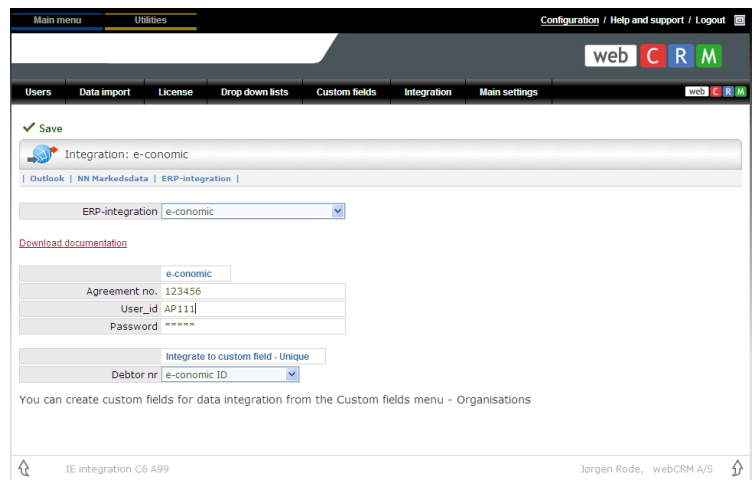 Main menu Utilities Configuration / Help and support / Logout
web C R M
Users Data import License Drop down lists Custom fields Integration Main settings web C R M
Save
Integration: e-conomic
| Outlook | NN Markedsdata | ERP-integration |
ERP-integration e-conomic
Download documentation
e-conomic
Agreement no. 123456
User_id AP111
Password *****
Integrate to custom field - Unique
Debtor nr e-conomic ID
You can create custom fields for data integration from the Custom fields menu - Organisations
IE integration C6 A99 Jørgen Rode, webCRM A/S